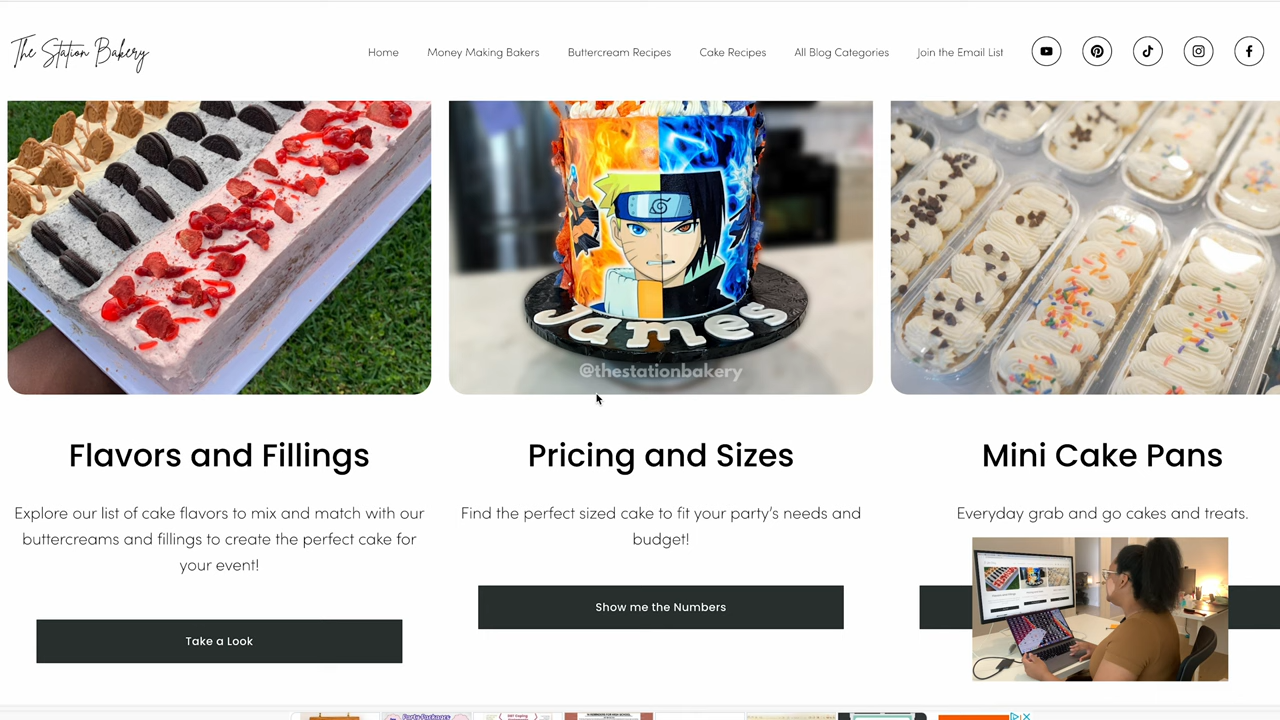 The Station Bakery
Home
Money Making Bakers
Buttercream Recipes
Cake Recipes
All Blog Categories
Join the Email List
James
@thestationbakery
Flavors and Fillings
Explore our list of cake flavors to mix and match with our
buttercreams and fillings to create the perfect cake for
your event!
Take a Look
Pricing and Sizes
Find the perfect sized cake to fit your party's needs and
budget!
Show me the Numbers
Mini Cake Pans
Everyday grab and go cakes and treats.
Party Packages